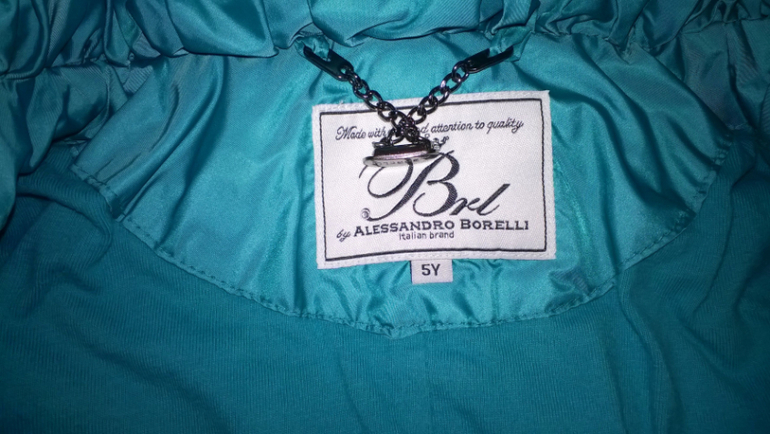 Made with attention to quality
Brl
by ALESSANDRO BORELLI
Italian brand
5Y